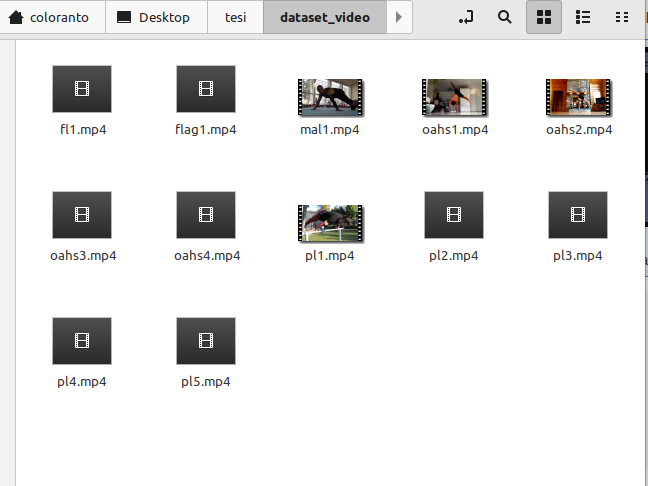 coloranto Desktop tesi dataset_video
fl1.mp4 flag1.mp4 mal1.mp4 oahs1.mp4 oahs2.mp4
oahs3.mp4 oahs4.mp4 pl1.mp4 pl2.mp4 pl3.mp4
pl4.mp4 pl5.mp4